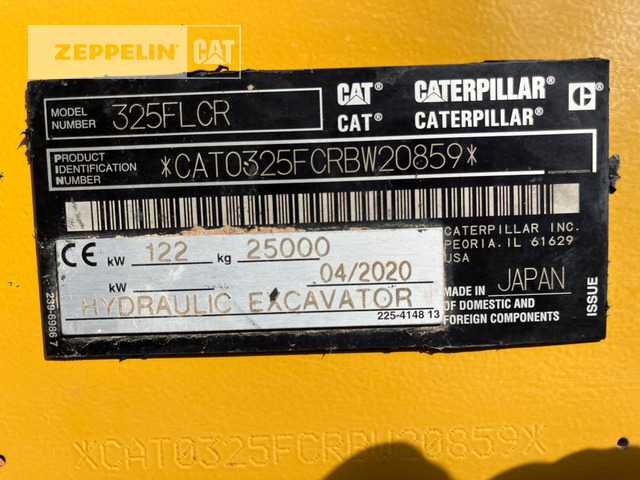 ZEPPELIN CAT
MODEL NUMBER 325FLCR
CAT CATERPILLAR C
CAT® CATERPILLAR®
PRODUCT IDENTIFICATION NUMBER *CAT0325FCRBW20859*
CATERPILLAR INC.
PEORIA. IL 61629
USA
CE kW 122 kg 25000
kW 04/2020
HYDRAULIC EXCAVATOR
225-4148 13
MADE IN JAPAN
OF DOMESTIC AND
FOREIGN COMPONENTS
ISSUE
239-6986 7
*CAT0325FCRBW20859*